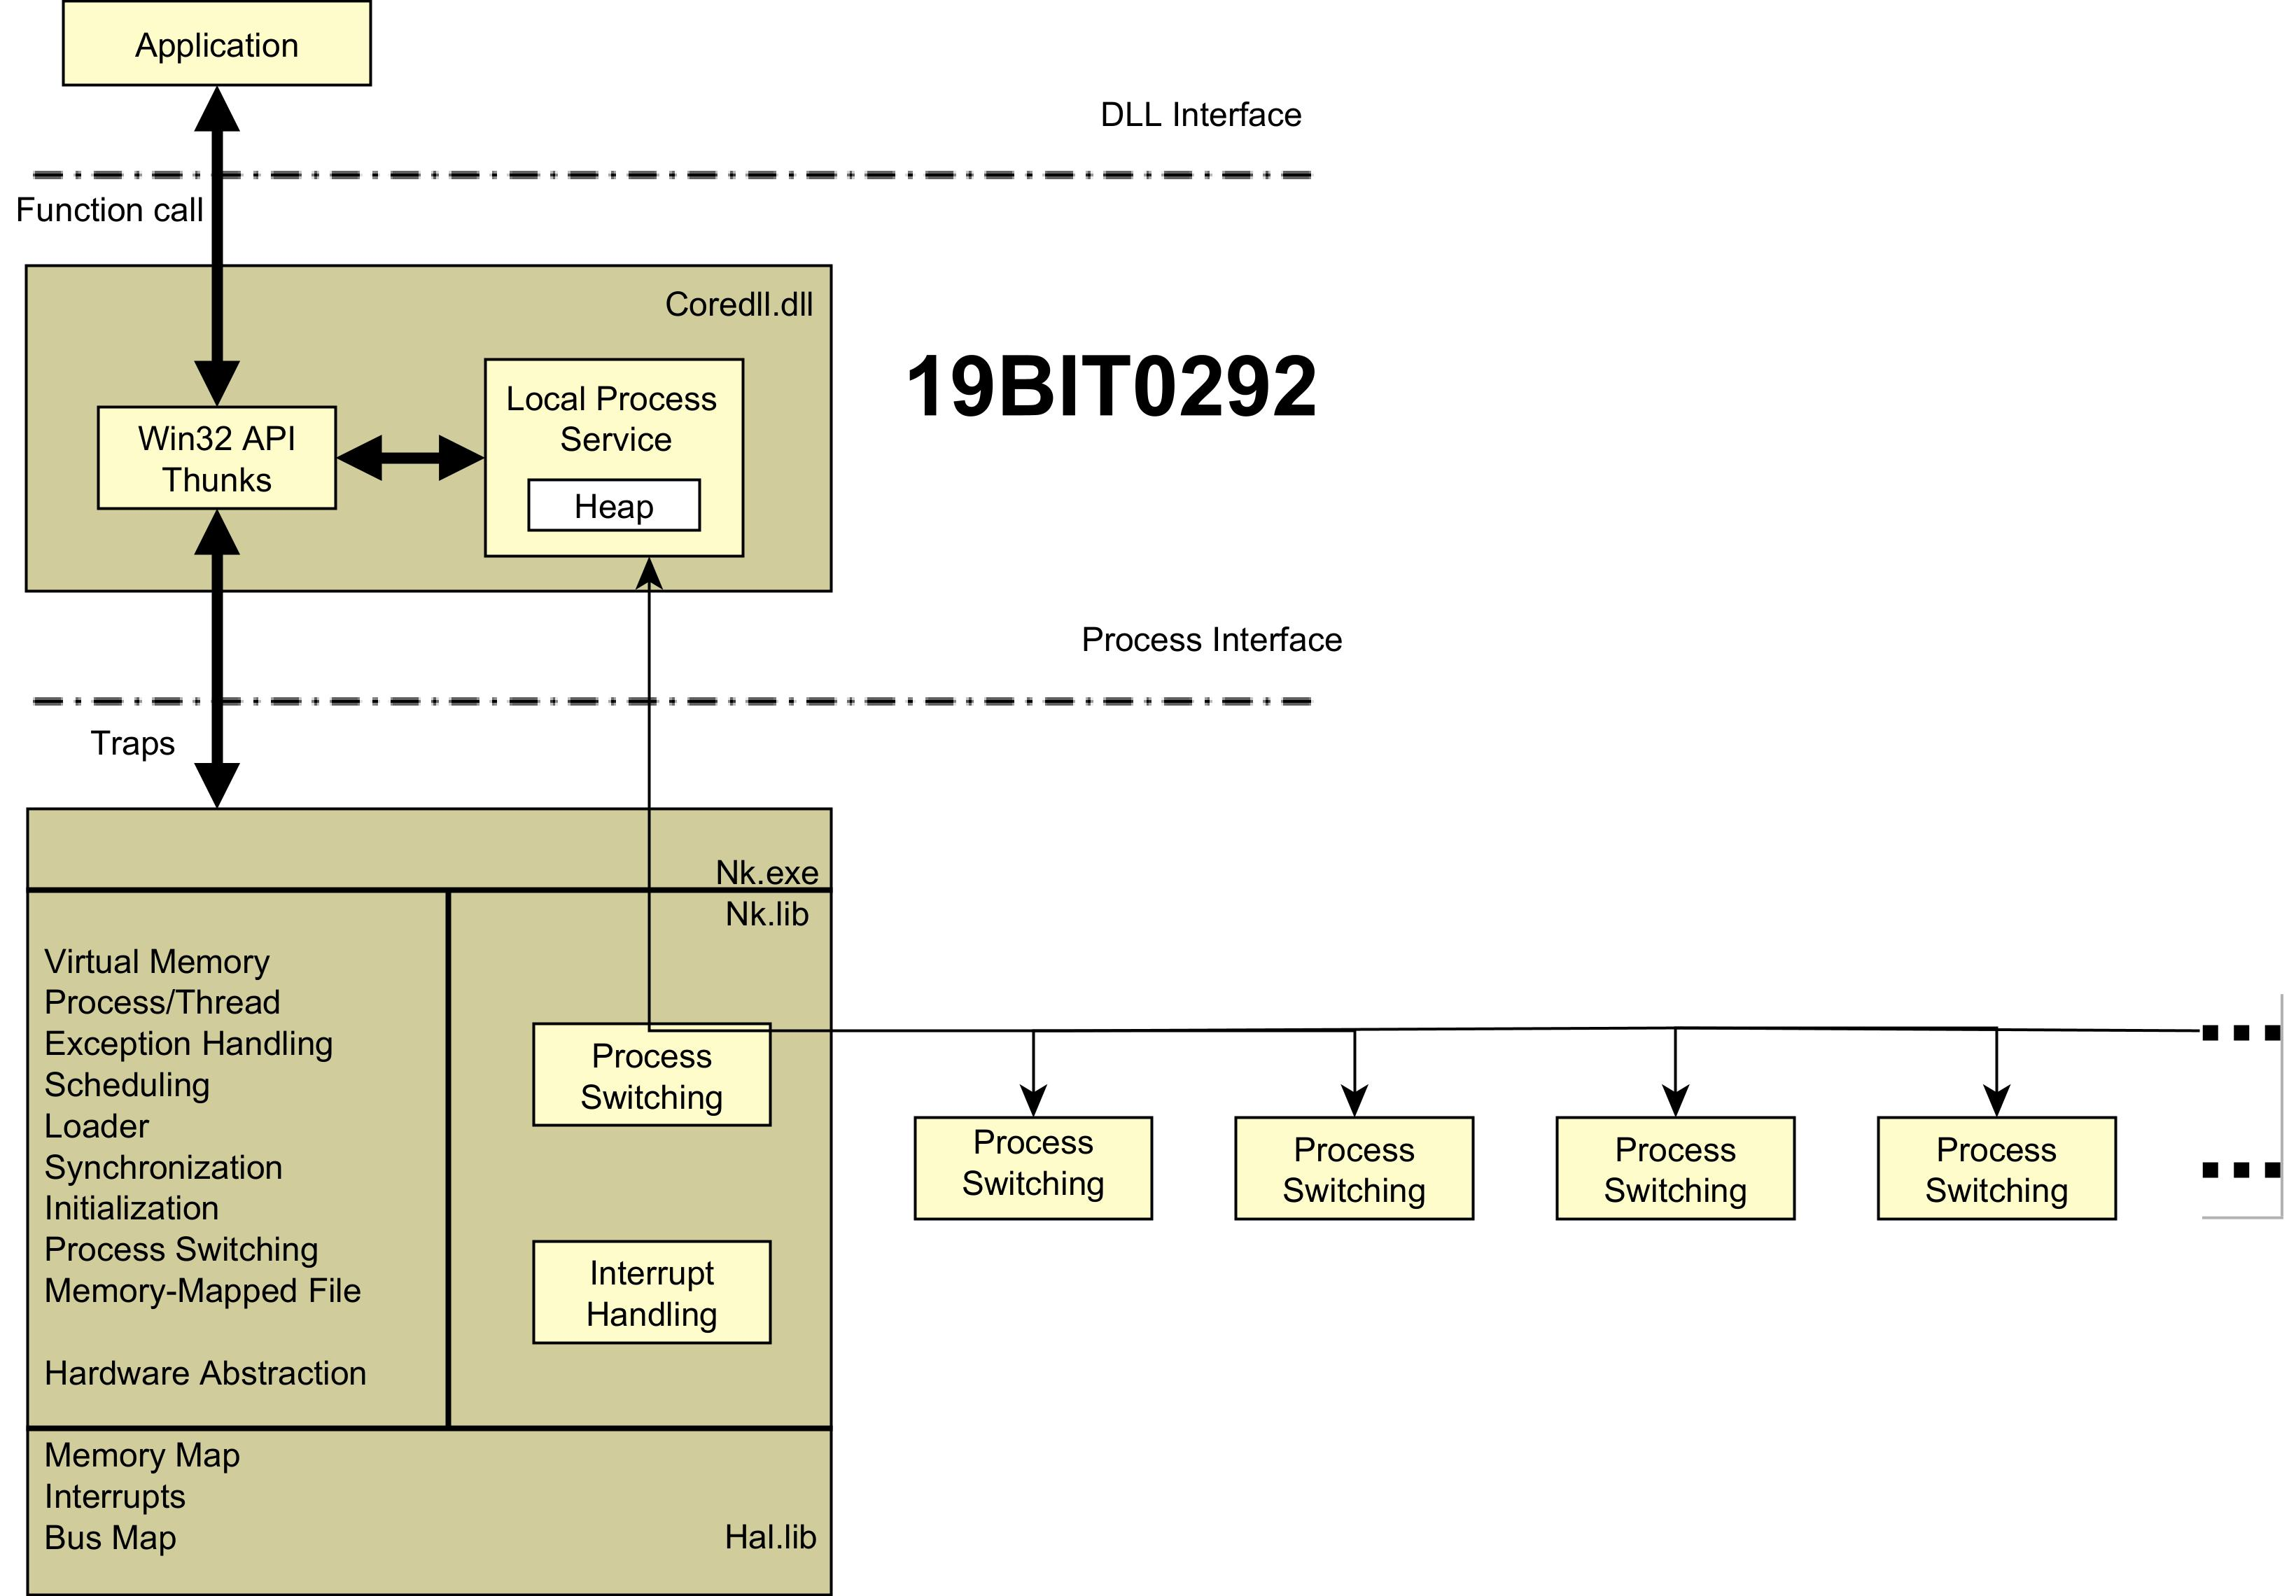 Application
DLL Interface
Function call
Coredll.dll
Local Process
Service
Heap
Win32 API
Thunks
19BIT0292
Process Interface
Traps
Nk.exe
Nk.lib
Virtual Memory
Process/Thread
Exception Handling
Scheduling
Loader
Synchronization
Initialization
Process Switching
Memory-Mapped File
Hardware Abstraction
Process
Switching
Interrupt
Handling
Process
Switching
Process
Switching
Process
Switching
Process
Switching
Memory Map
Interrupts
Bus Map
Hal.lib